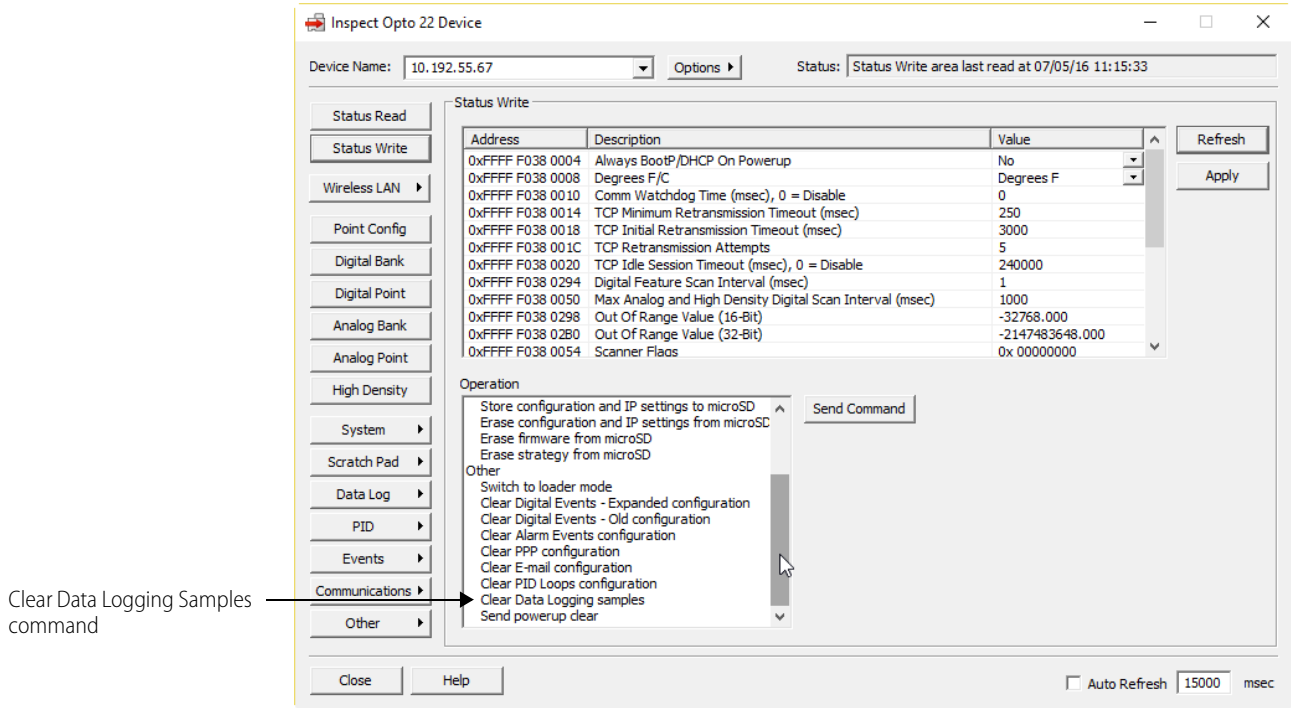 Inspect Opto 22 Device
Device Name: 10.192.55.67 Options Status: Status Write area last read at 07/05/16 11:15:33
Status Read
Status Write
Wireless LAN
Point Config
Digital Bank
Digital Point
Analog Bank
Analog Point
High Density
System
Scratch Pad
Data Log
PID
Events
Communications
Other
Status Write
Address Description Value
0xFFFF F038 0004 Always BootP/DHCP On Powerup No
0xFFFF F038 0008 Degrees F/C Degrees F
0xFFFF F038 0010 Comm Watchdog Time (msec), 0 = Disable 0
0xFFFF F038 0014 TCP Minimum Retransmission Timeout (msec) 250
0xFFFF F038 0018 TCP Initial Retransmission Timeout (msec) 3000
0xFFFF F038 001C TCP Retransmission Attempts 5
0xFFFF F038 0020 TCP Idle Session Timeout (msec), 0 = Disable 240000
0xFFFF F038 0294 Digital Feature Scan Interval (msec) 1
0xFFFF F038 0050 Max Analog and High Density Digital Scan Interval (msec) 1000
0xFFFF F038 0298 Out Of Range Value (16-Bit) -32768.000
0xFFFF F038 02B0 Out Of Range Value (32-Bit) -2147483648.000
0xFFFF F038 0054 Scanner Flags 0x 00000000
Refresh
Apply
Operation
Store configuration and IP settings to microSD
Erase configuration and IP settings from microSD
Erase firmware from microSD
Erase strategy from microSD
Other
Switch to loader mode
Clear Digital Events - Expanded configuration
Clear Digital Events - Old configuration
Clear Alarm Events configuration
Clear PPP configuration
Clear E-mail configuration
Clear PID Loops configuration
Clear Data Logging samples
Send powerup clear
Send Command
Clear Data Logging Samples
command
Close Help Auto Refresh 15000 msec